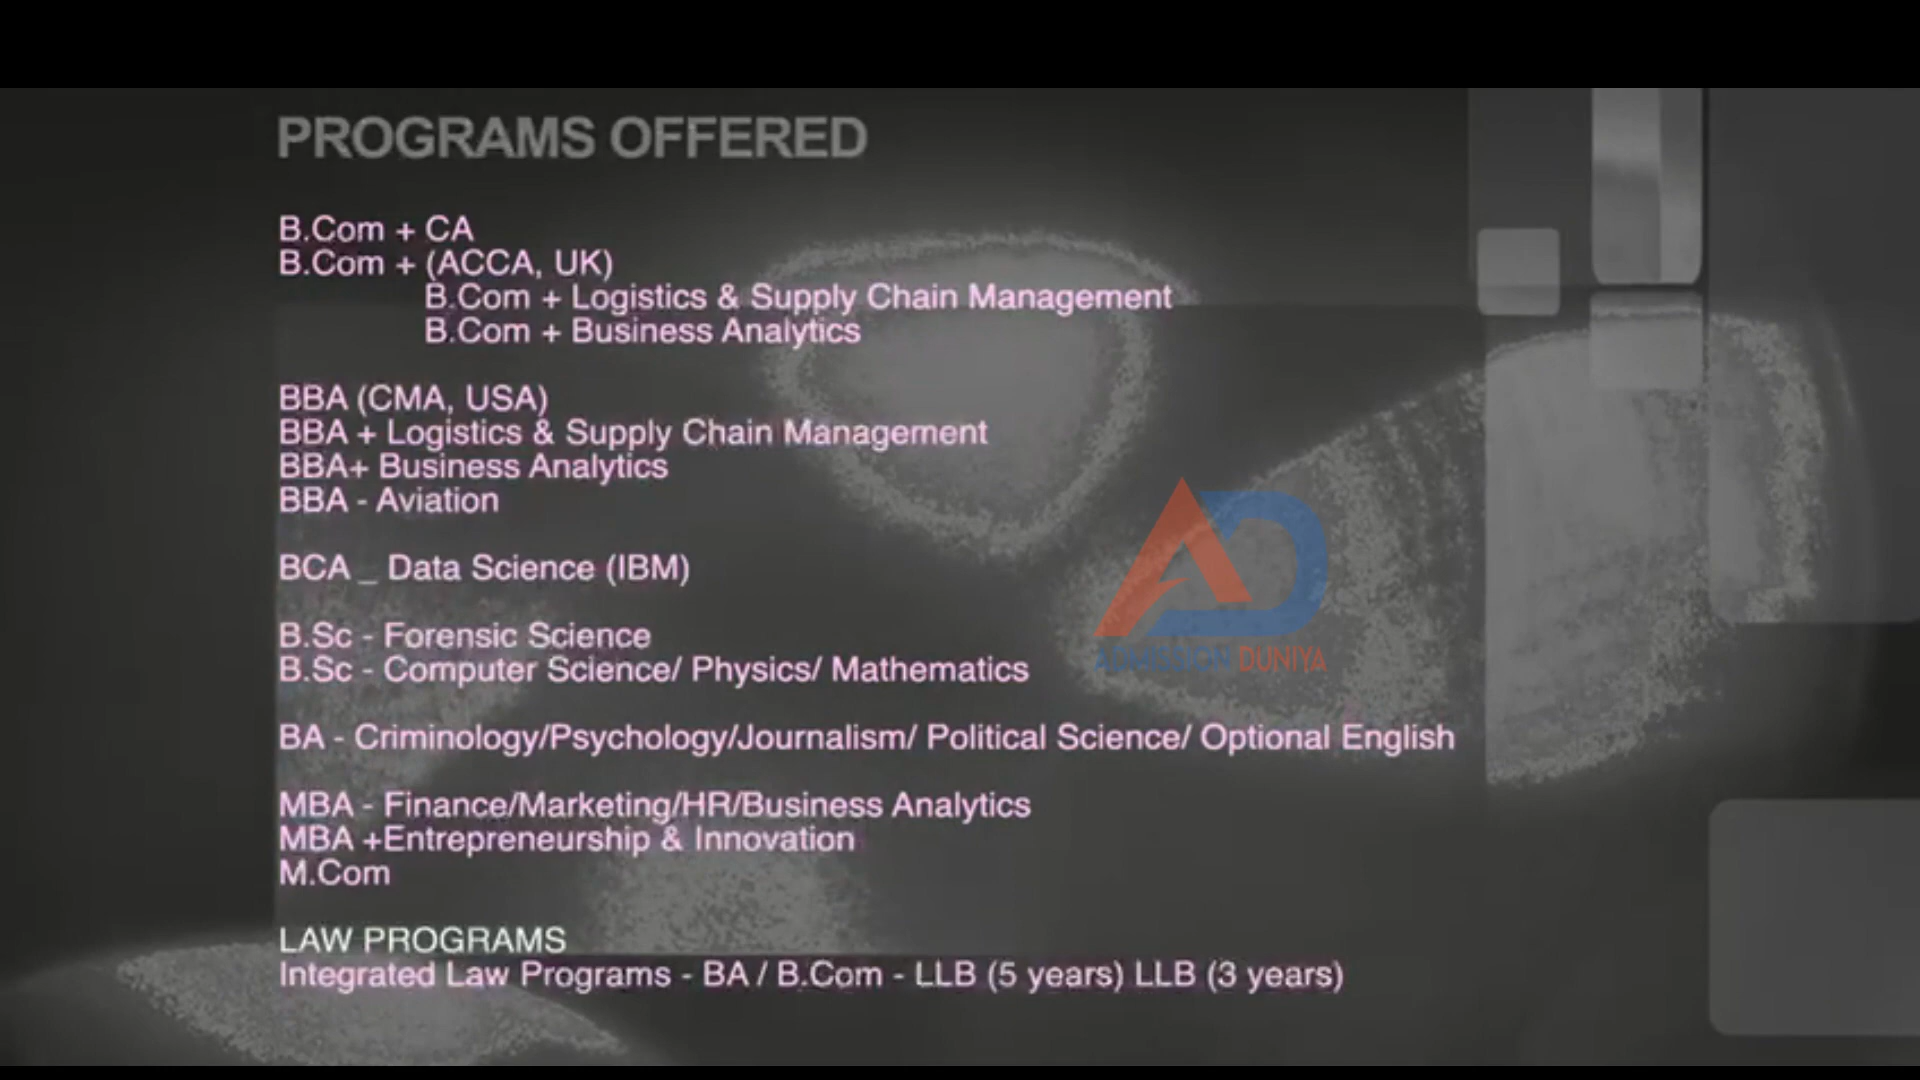 PROGRAMS OFFERED
B.Com + CA
B.Com + (ACCA, UK)
B.Com + Logistics & Supply Chain Management
B.Com + Business Analytics
BBA (CMA, USA)
BBA + Logistics & Supply Chain Management
BBA+ Business Analytics
BBA - Aviation
BCA _ Data Science (IBM)
B.Sc - Forensic Science
B.Sc - Computer Science/ Physics/ Mathematics
BA - Criminology/Psychology/Journalism/ Political Science/ Optional English
MBA - Finance/Marketing/HR/Business Analytics
MBA +Entrepreneurship & Innovation
M.Com
LAW PROGRAMS
Integrated Law Programs - BA / B.Com - LLB (5 years) LLB (3 years)
AD
ADMISSION DUNIYA